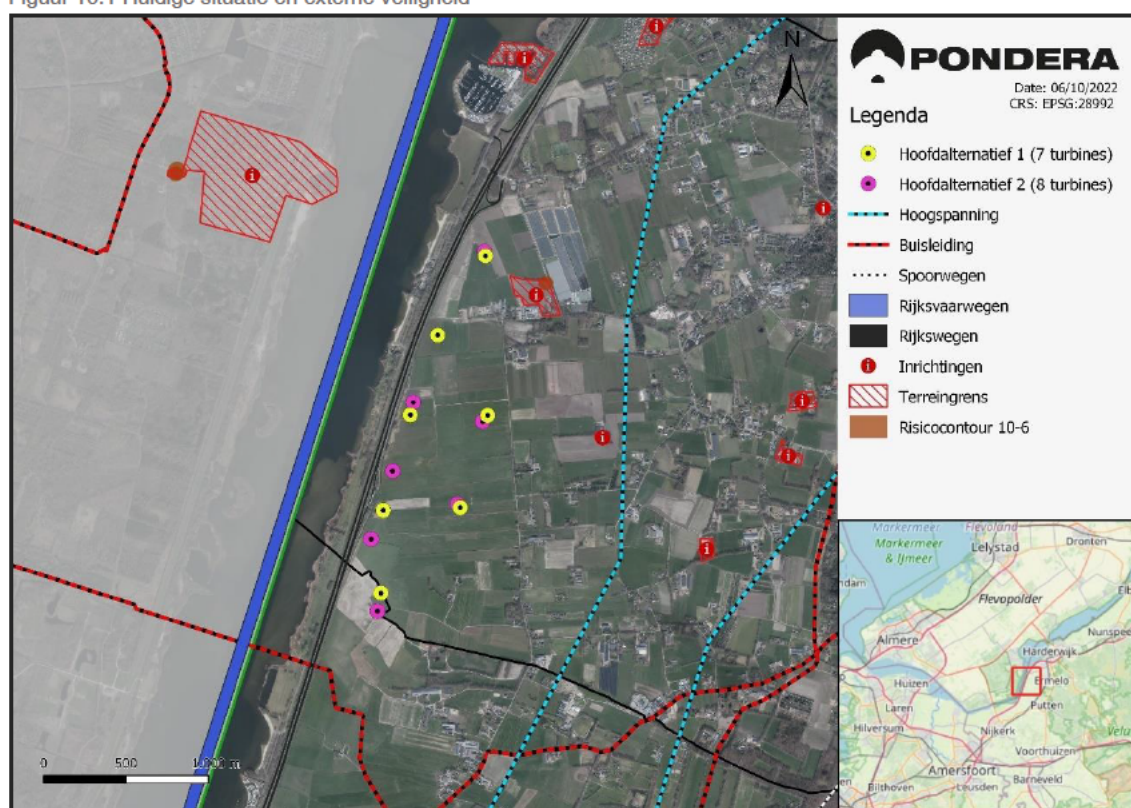 Figuur 10.1 Huidige situatie en externe veiligheid
N
PONDERA
Date: 06/10/2022
CRS: EPSG:28992
Legenda
Hoofdalternatief 1 (7 turbines)
Hoofdalternatief 2 (8 turbines)
Hoogspanning
Buisleiding
Spoorwegen
Rijksvaarwegen
Rijkswegen
Inrichtingen
Terreingrens
Risicocontour 10-6
0 500 1.000 m
Markermeer
Flevoland
Lelystad
Dronten
Markermeer
& IJmeer
Flevopolder
Almere
Nunspeet
Harderwijk
Huizen
Ermelo
Laren
Putten
Hilversum
Nijkerk
Voorthuizen
Amersfoort
Bilthoven
Leusden
Barneveld